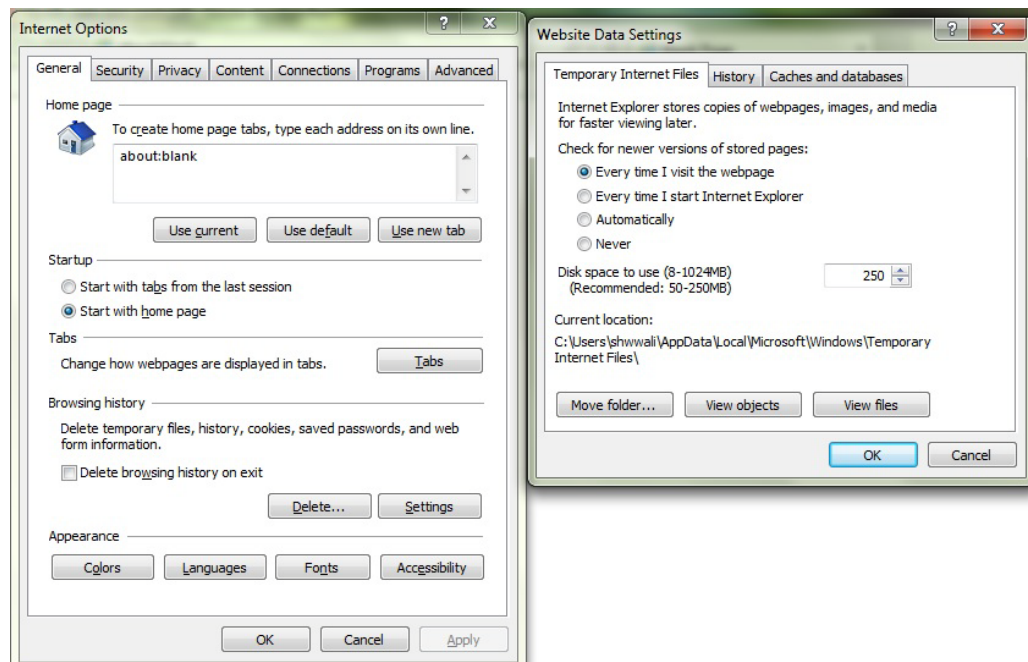 Internet Options
General Security Privacy Content Connections Programs Advanced
Home page
To create home page tabs, type each address on its own line.
about:blank
Use current Use default Use new tab
Startup
Start with tabs from the last session
Start with home page
Tabs
Change how webpages are displayed in tabs. Tabs
Browsing history
Delete temporary files, history, cookies, saved passwords, and web
form information.
Delete browsing history on exit
Delete... Settings
Appearance
Colors Languages Fonts Accessibility
OK Cancel Apply
Website Data Settings
Temporary Internet Files History Caches and databases
Internet Explorer stores copies of webpages, images, and media
for faster viewing later.
Check for newer versions of stored pages:
Every time I visit the webpage
Every time I start Internet Explorer
Automatically
Never
Disk space to use (8-1024MB) 250
(Recommended: 50-250MB)
Current location:
C:\Users\shwwali\AppData\Local\Microsoft\Windows\Temporary
Internet Files\
Move folder... View objects View files
OK Cancel